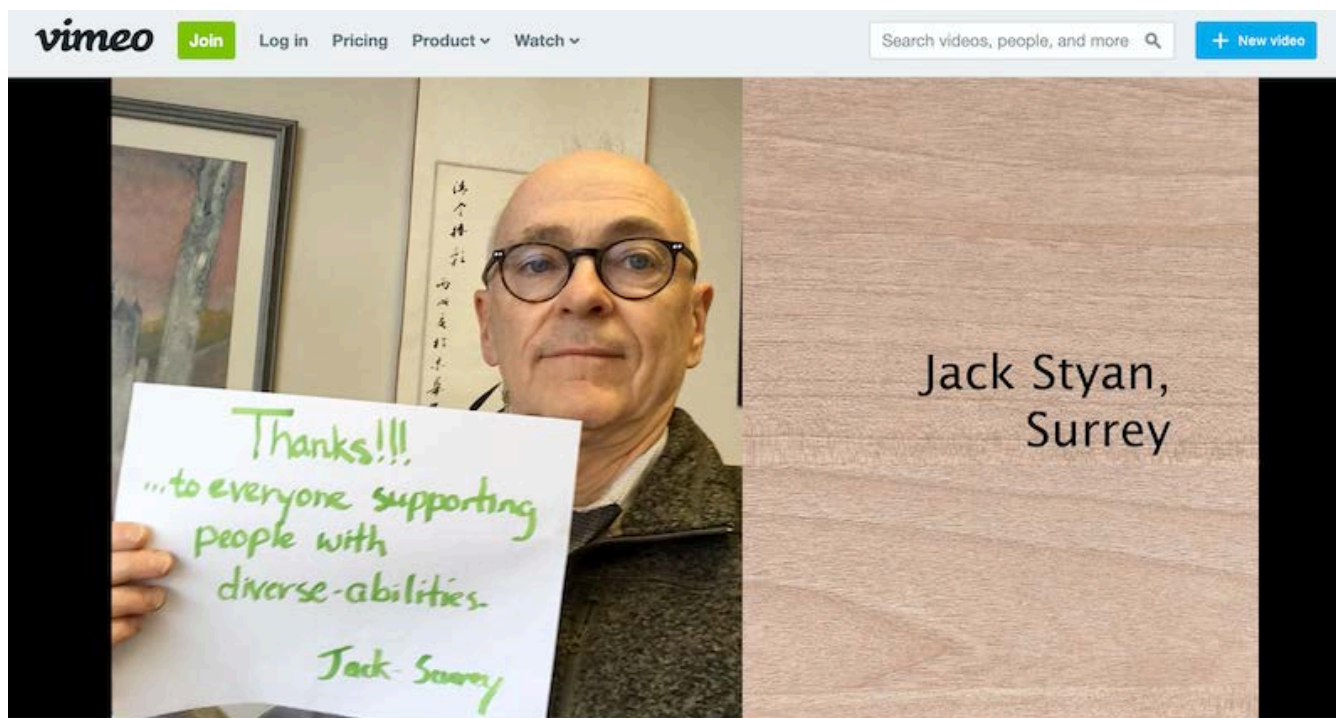 vimeo
Join
Log in
Pricing
Product
Watch
Search videos, people, and more
+ New video
Thanks!!!
...to everyone supporting
people with
diverse-abilities.
Jack - Surrey
Jack Styan,
Surrey